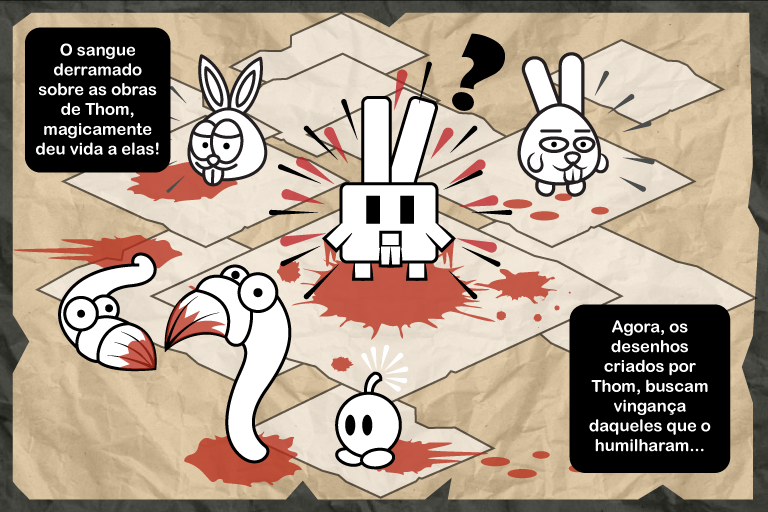 O sangue
derramado
sobre as obras
de Thom,
magicamente
deu vida a elas!
?
Agora, os
desenhos
criados por
Thom, buscam
vingança
daqueles que o
humilharam...